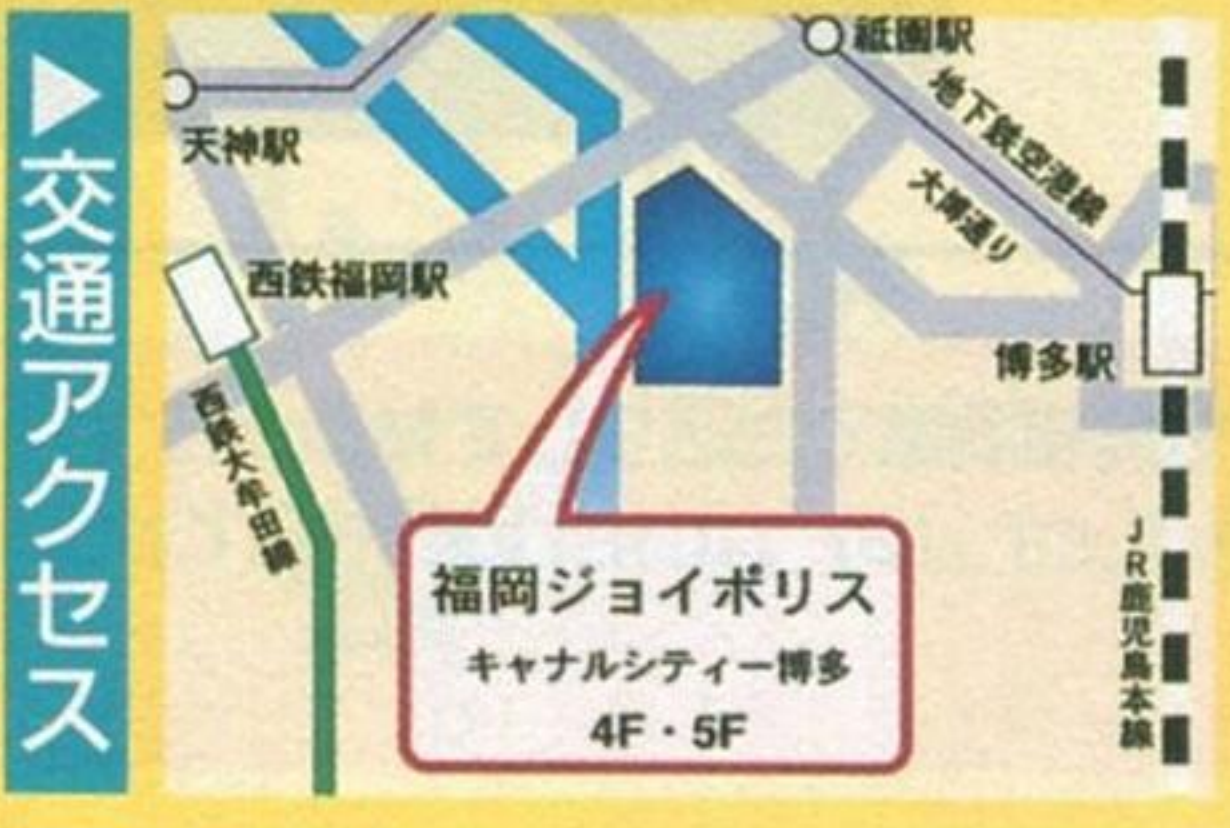 ▶交通アクセス
祇園駅
地下鉄空港線
大博通り
天神駅
西鉄福岡駅
博多駅
西鉄大牟田線
福岡ジョイポリス
キャナルシティー博多
4F・5F
JR鹿児島本線